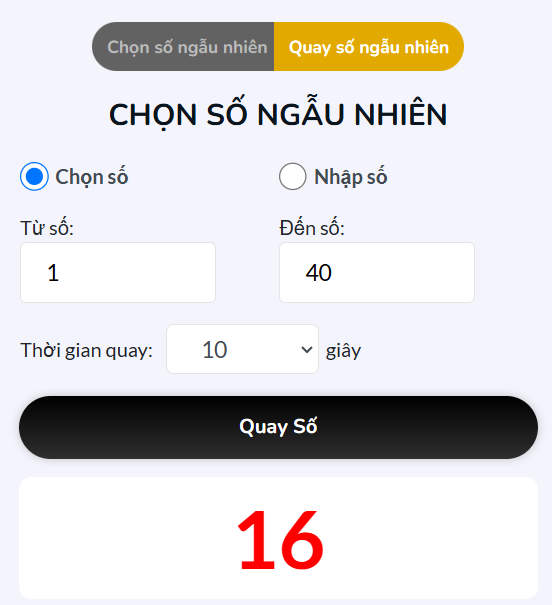 Chọn số ngẫu nhiên Quay số ngẫu nhiên
CHỌN SỐ NGẪU NHIÊN
Chọn số Nhập số
Từ số: Đến số:
1 40
Thời gian quay: 10 giây
Quay Số
16